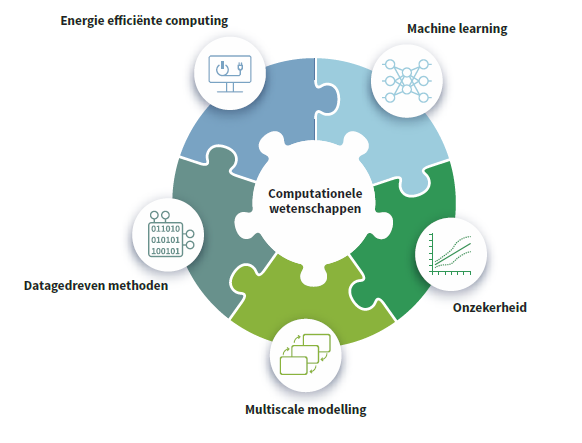 Energie efficiënte computing
Machine learning
Computationele
wetenschappen
011010
010101
100101
Datagedreven methoden
Onzekerheid
Multiscale modelling